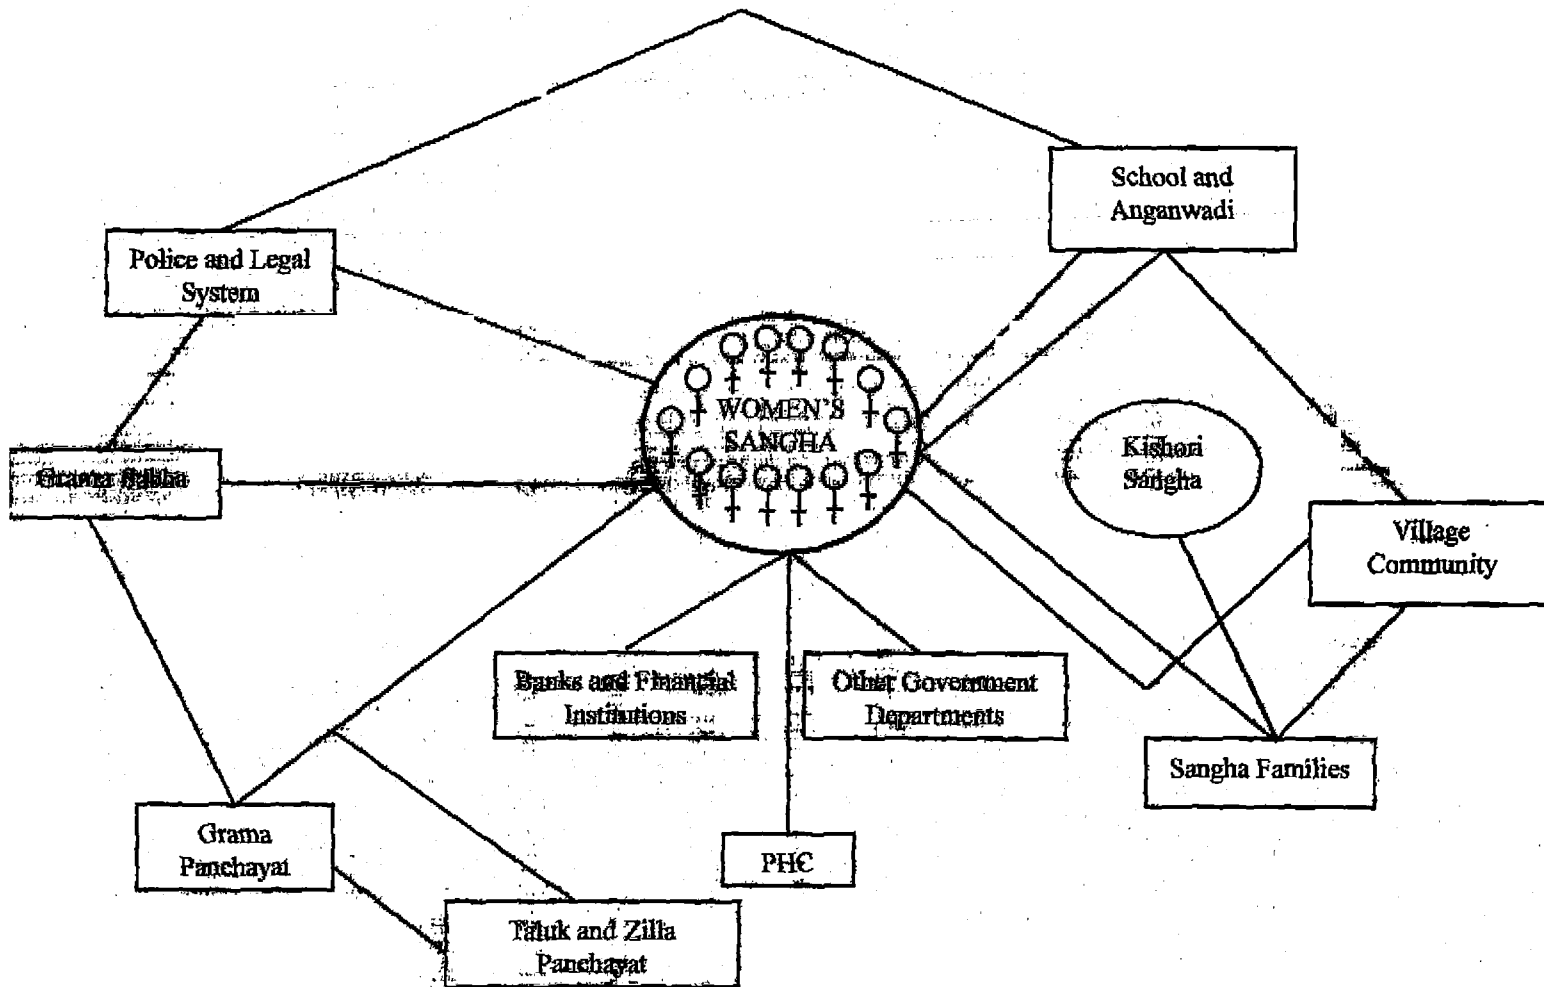 School and
Anganwadi
Police and Legal
System
WOMEN'S
SANGHA
Kishori
Sangha
Grama Sabha
Village
Community
Banks and Financial
Institutions
Other Government
Departments
Sangha Families
Grama
Panchayat
PHC
Taluk and Zilla
Panchayat